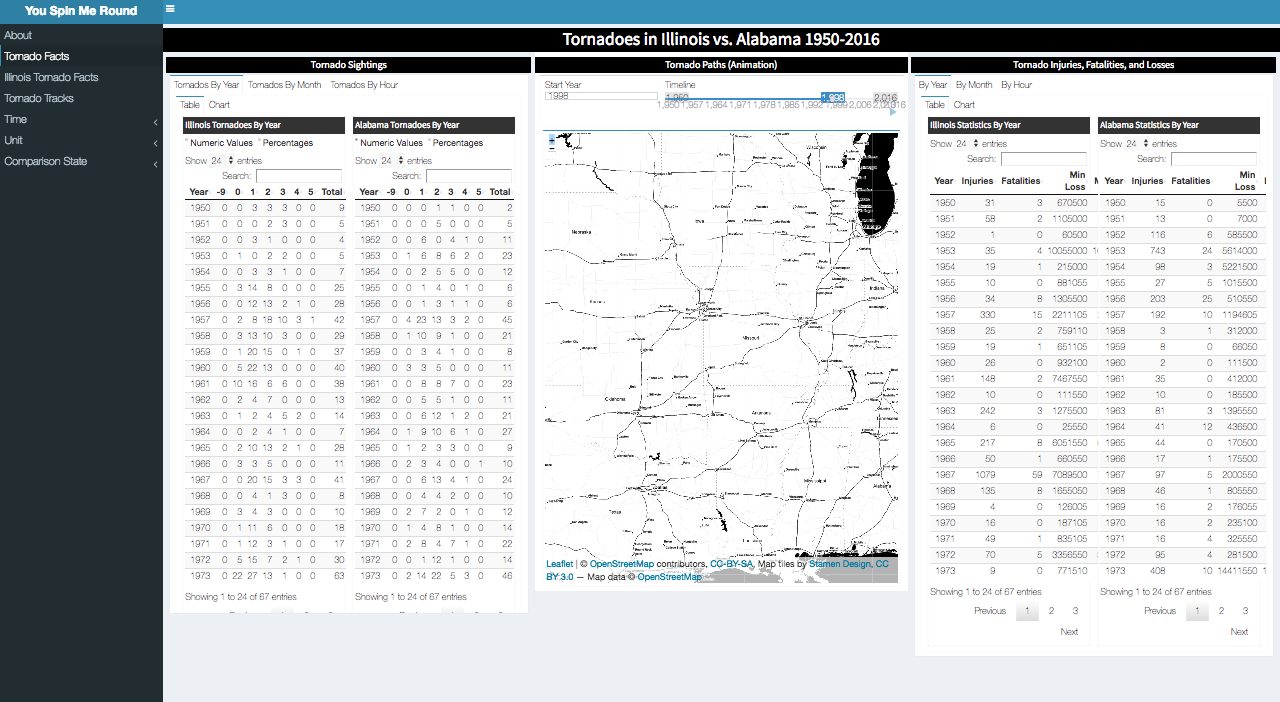 You Spin Me Round
About
Tornado Facts
Illinois Tornado Facts
Tornado Tracks
Time
Unit
Comparison State
Tornadoes in Illinois vs. Alabama 1950-2016
Tornado Sightings
Tornados By Year Tornados By Month Tornados By Hour
Table Chart
Illinois Tornadoes By Year
Numeric Values Percentages
Show 24 entries
Search:
Year -9 0 1 2 3 4 5 Total
1950 0 0 3 3 3 0 0 9
1951 0 0 0 2 3 0 0 5
1952 0 0 3 1 0 0 0 4
1953 0 1 0 2 2 0 0 5
1954 0 0 3 3 1 0 0 7
1955 0 3 14 8 0 0 0 25
1956 0 0 12 13 2 1 0 28
1957 0 2 8 18 10 3 1 42
1958 0 3 13 10 3 0 0 29
1959 0 1 20 15 0 1 0 37
1960 0 5 22 13 0 0 0 40
1961 0 10 16 6 6 0 0 38
1962 0 2 4 7 0 0 0 13
1963 0 1 2 4 5 2 0 14
1964 0 0 2 4 1 0 0 7
1965 0 2 10 13 2 1 0 28
1966 0 3 3 5 0 0 0 11
1967 0 0 20 15 3 3 0 41
1968 0 0 4 1 3 0 0 8
1969 0 3 4 3 0 0 0 10
1970 0 1 11 6 0 0 0 18
1971 0 1 12 3 1 0 0 17
1972 0 5 15 7 2 1 0 30
1973 0 22 27 13 1 0 0 63
Showing 1 to 24 of 67 entries
Alabama Tornadoes By Year
Numeric Values Percentages
Show 24 entries
Search:
Year -9 0 1 2 3 4 5 Total
1950 0 0 0 1 1 0 0 2
1951 0 0 0 5 0 0 0 5
1952 0 0 6 0 4 1 0 11
1953 0 1 6 8 6 2 0 23
1954 0 0 2 5 5 0 0 12
1955 0 0 1 4 1 0 0 6
1956 0 0 1 3 1 1 0 6
1957 0 4 23 13 3 2 0 45
1958 0 1 10 9 1 0 0 21
1959 0 0 3 4 1 0 0 8
1960 0 0 3 5 3 0 0 11
1961 0 0 8 8 7 0 0 23
1962 0 0 5 5 1 0 0 11
1963 0 0 6 12 3 0 0 21
1964 0 1 9 10 6 1 0 27
1965 0 1 2 3 3 0 0 9
1966 0 2 3 4 0 0 1 10
1967 0 2 6 12 4 0 24
1968 0 0 4 4 2 0 0 10
1969 0 2 7 2 0 1 0 12
1970 0 1 4 8 1 0 0 14
1971 0 2 8 4 7 1 0 22
1972 0 0 1 12 1 0 0 14
1973 0 2 14 22 5 3 0 46
Showing 1 to 24 of 67 entries
Tornado Paths (Animation)
Start Year
1998
Timeline
1,950 1,998 2,016
1,950 1,957 1,964 1,971 1,978 1,985 1,992 1,999 2,006
Wisconsin
Iowa
Nebraska
Indiana
Kansas
Missouri
Oklahoma
Arkansas
Mississippi
Alabama
Dallas
Texas
Leaflet | © OpenStreetMap contributors, CC-BY-SA, Map tiles by Stamen Design, CC
BY 3.0 — Map data © OpenStreetMap
Tornado Injuries, Fatalities, and Losses
By Year By Month By Hour
Table Chart
Illinois Statistics By Year
Show 24 entries
Search:
Year Injuries Fatalities Min Loss
1950 31 3 670500
1951 58 2 1105000
1952 1 0 60500
1953 35 4 10055000
1954 19 1 215000
1955 10 0 881055
1956 34 8 1305500
1957 330 15 2211105
1958 25 2 759110
1959 19 1 651105
1960 26 0 932100
1961 148 2 7467550
1962 10 0 111550
1963 242 3 1275500
1964 6 0 25550
1965 217 8 6051550
1966 50 1 660550
1967 1079 59 7089500
1968 135 8 1655050
1969 4 0 126005
1970 16 0 187105
1971 49 1 835105
1972 70 5 3356550
1973 9 0 771510
Showing 1 to 24 of 67 entries
Previous 1 2 3
Next
Alabama Statistics By Year
Show 24 entries
Search:
Year Injuries Fatalities Min Loss
1950 15 0 5500
1951 13 0 7000
1952 116 6 585500
1953 743 24 5614000
1954 98 3 5221500
1955 27 5 1015500
1956 203 25 510550
1957 192 10 1194605
1958 3 1 312000
1959 8 0 66050
1960 2 0 111500
1961 35 0 412000
1962 10 0 185500
1963 81 3 1395550
1964 41 12 436500
1965 44 0 170500
1966 17 1 175500
1967 97 5 2000550
1968 46 1 805550
1969 16 2 176055
1970 16 2 235100
1971 16 4 325550
1972 95 4 281500
1973 408 10 14411550
Showing 1 to 24 of 67 entries
Previous 1 2 3
Next